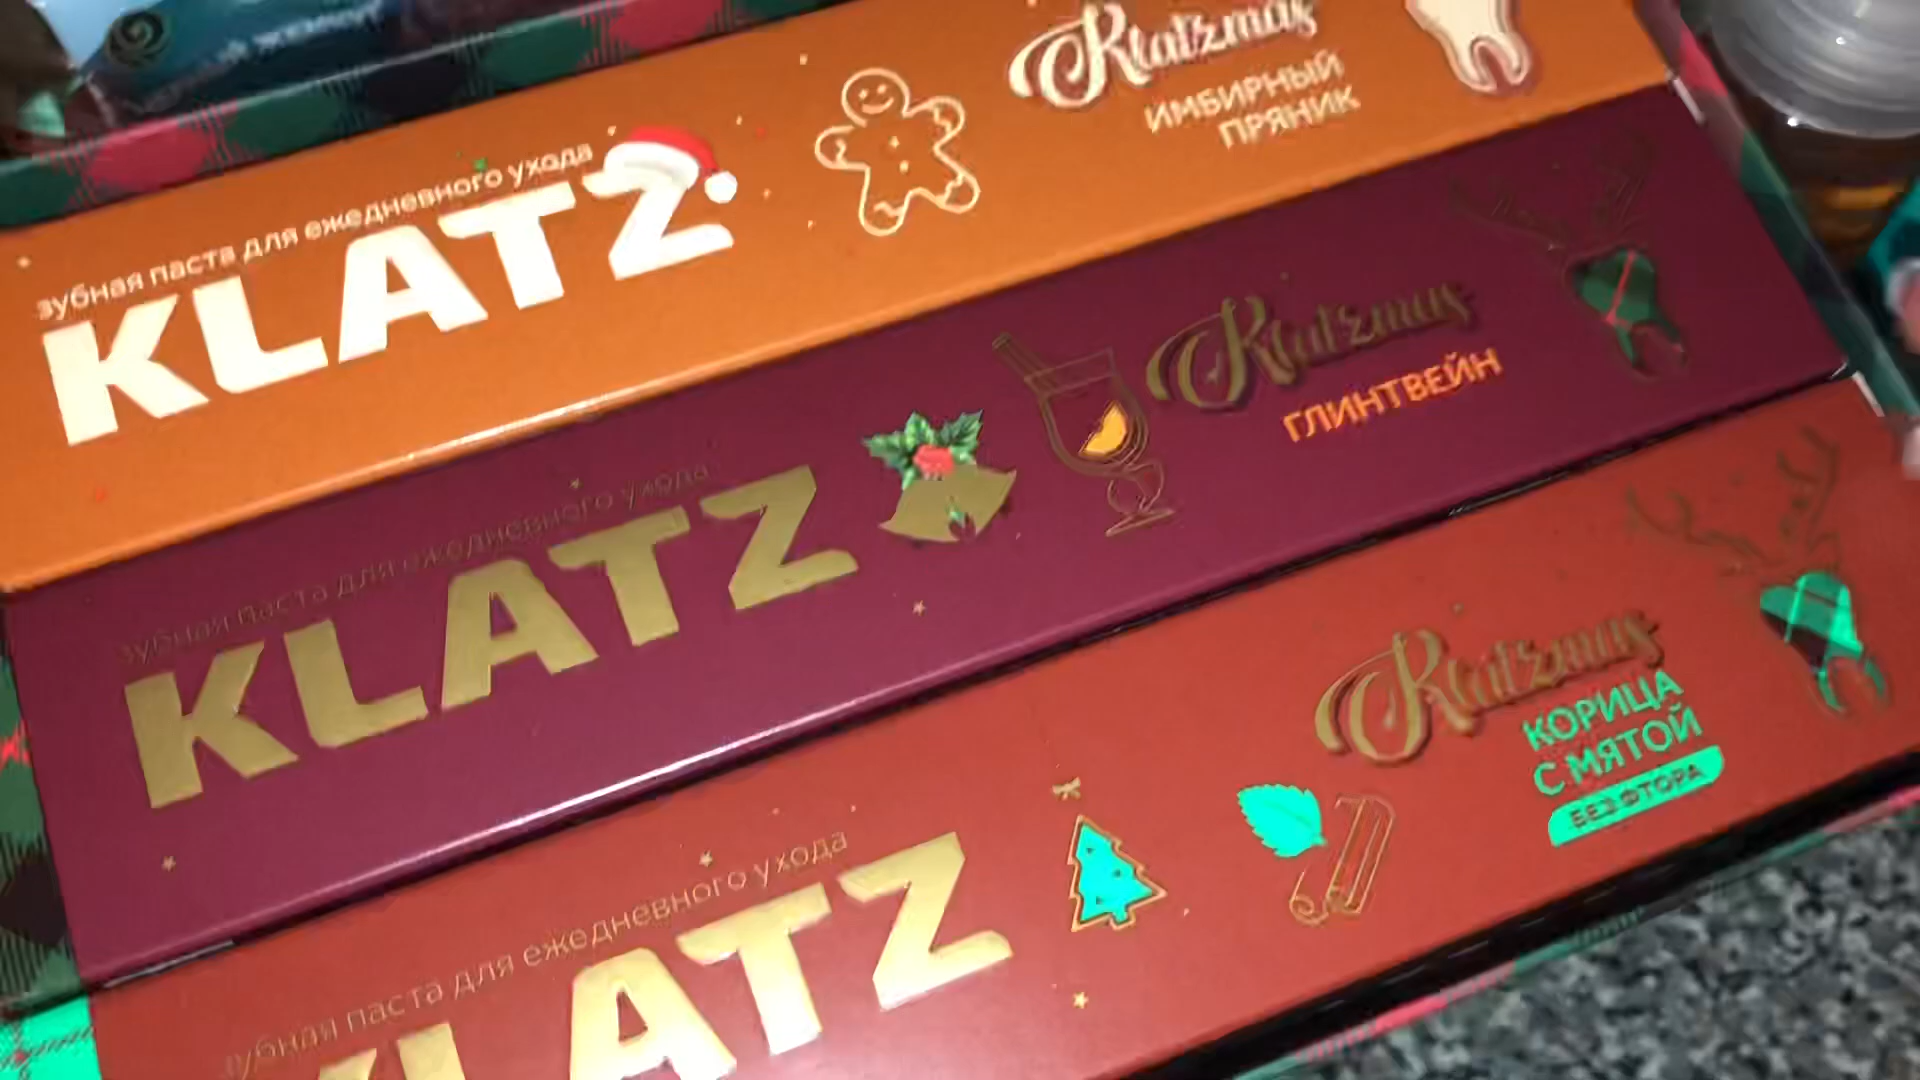 зубная паста для ежедневного ухода
KLATZ
Klatzmas
ИМБИРНЫЙ
ПРЯНИК
зубная паста для ежедневного ухода
KLATZ
Klatzmas
ГЛИНТВЕЙН
зубная паста для ежедневного ухода
KLATZ
Klatzmas
КОРИЦА
С МЯТОЙ
БЕЗ ФТОРА